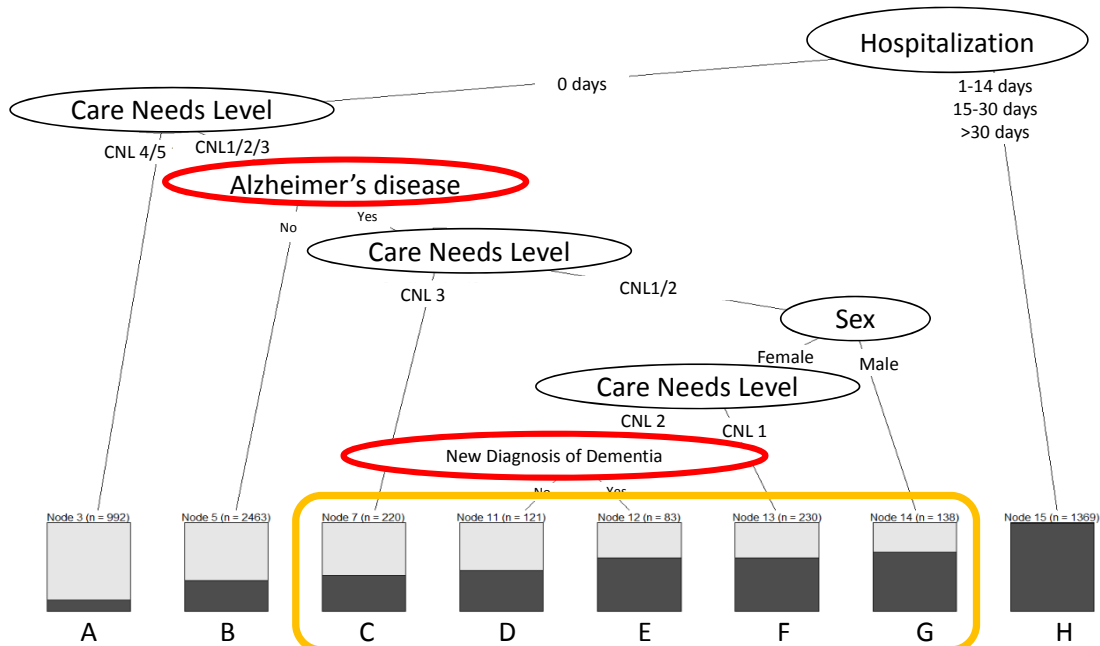 Hospitalization
0 days
1-14 days
15-30 days
>30 days
Care Needs Level
CNL 4/5
CNL1/2/3
Alzheimer's disease
No
Yes
Care Needs Level
CNL 3
CNL1/2
Sex
Female
Male
Care Needs Level
CNL 2
CNL 1
New Diagnosis of Dementia
No
Yes
Node 3 (n = 992)
Node 5 (n = 2463)
Node 7 (n = 220)
Node 11 (n = 121)
Node 12 (n = 83)
Node 13 (n = 230)
Node 14 (n = 138)
Node 15 (n = 1369)
A
B
C
D
E
F
G
H